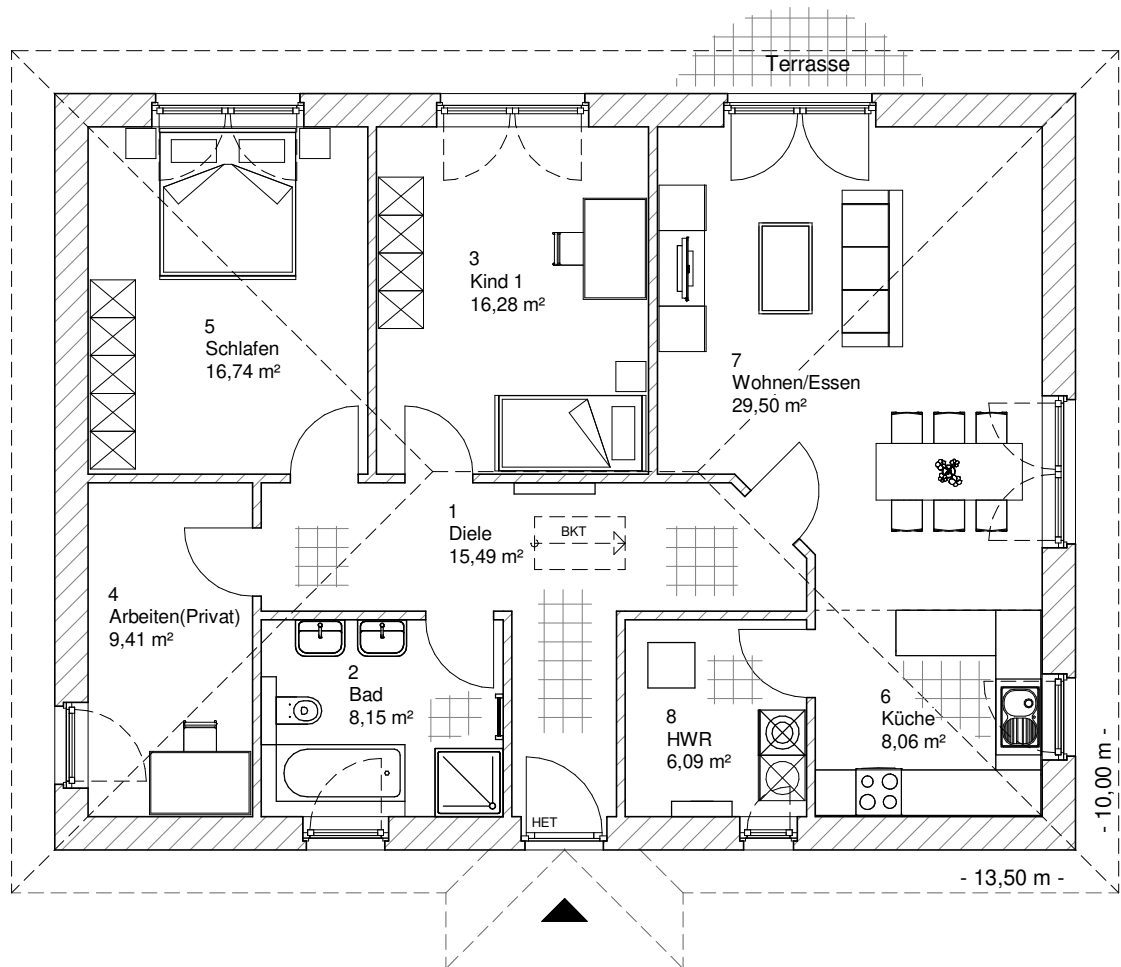 Terrasse
3
Kind 1
16,28 m²
5
Schlafen
16,74 m²
7
Wohnen/Essen
29,50 m²
1
Diele
15,49 m²
BKT
4
Arbeiten(Privat)
9,41 m²
2
Bad
8,15 m²
8
HWR
6,09 m²
6
Küche
8,06 m²
HET
- 10,00 m -
- 13,50 m -